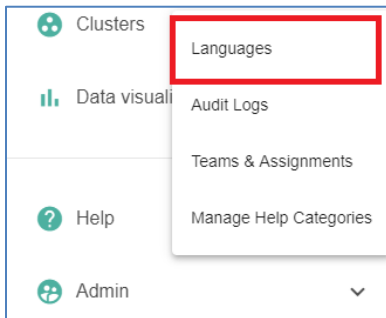 Clusters
Data visuali
Help
Admin
Languages
Audit Logs
Teams & Assignments
Manage Help Categories